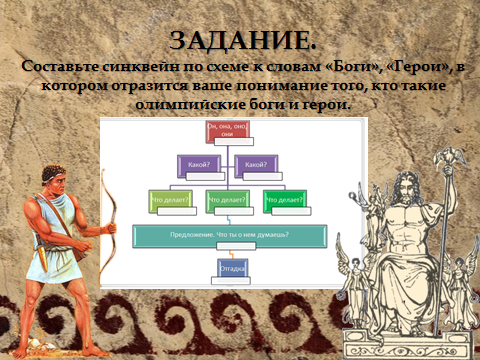 ЗАДАНИЕ.
Составьте синквейн по схеме к словам «Боги», «Герои», в
котором отразится ваше понимание того, кто такие
олимпийские боги и герои.
Он, она, оно,
они
Какой? Какой?
Что делает? Что делает? Что делает?
Предложение. Что ты о нем думаешь?
Отгадка